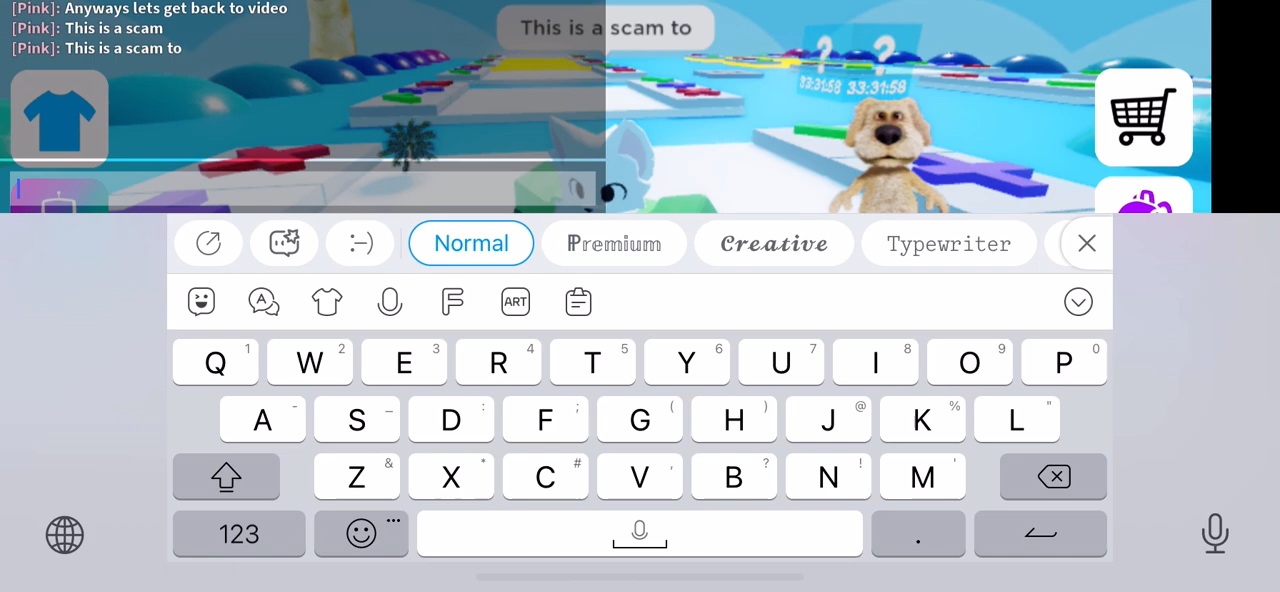 [Pink]: Anyways lets get back to video
[Pink]: This is a scam
[Pink]: This is a scam to
This is a scam to
? ?
33:31:58 33:31:58
:-) Normal Premium Creative Typewriter
A F ART
Q 1 W 2 E 3 R 4 T 5 Y 6 U 7 I 8 O 9 P 0
A - S _ D : F ; G ( H ) J @ K % L "
Z & X * C # V , B ? N ! M '
123 .